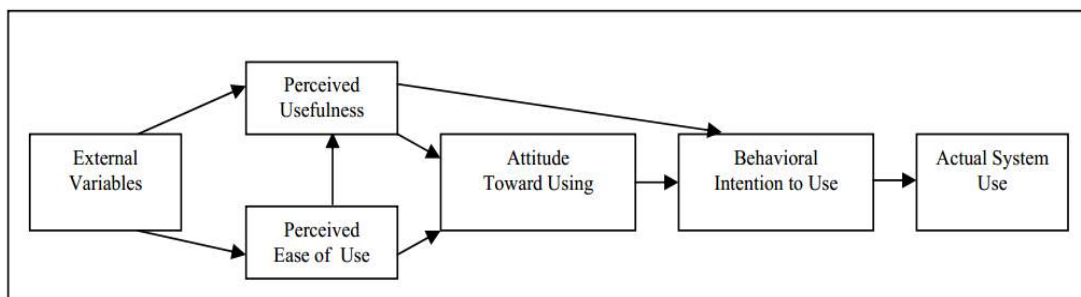 Perceived
Usefulness
External
Variables
Attitude
Toward Using
Behavioral
Intention to Use
Actual System
Use
Perceived
Ease of Use